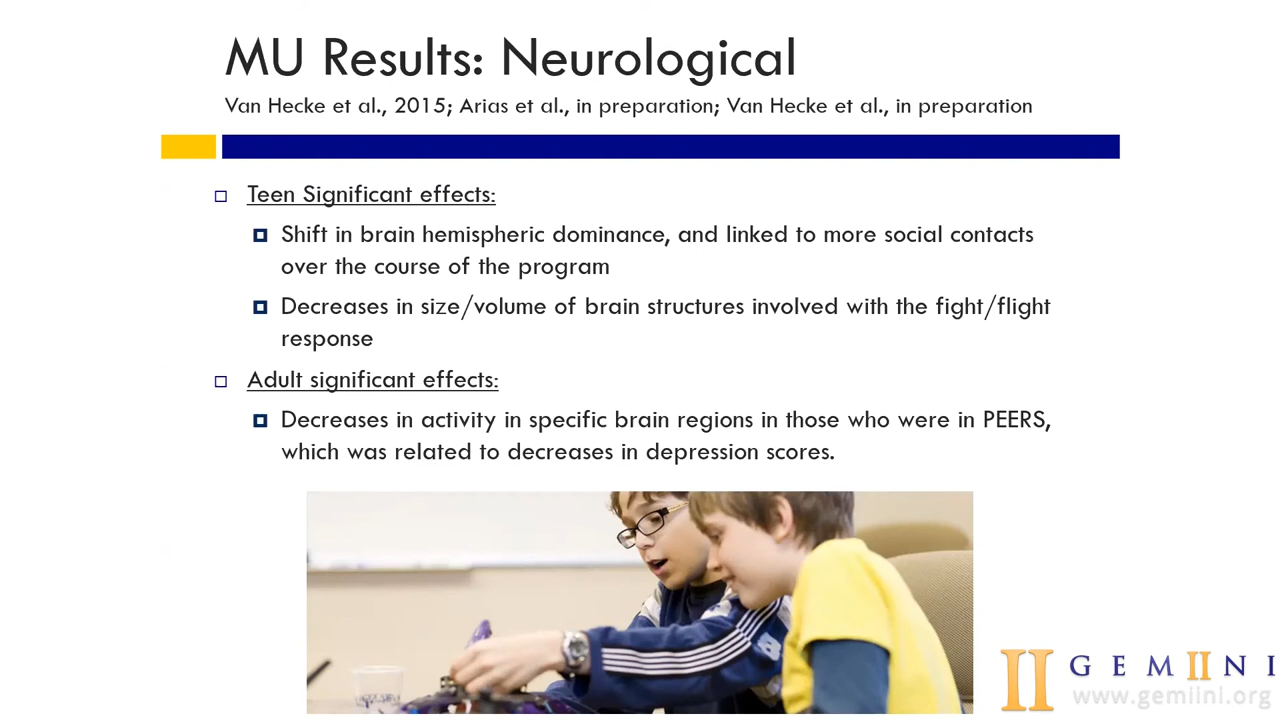 MU Results: Neurological
Van Hecke et al., 2015; Arias et al., in preparation; Van Hecke et al., in preparation
Teen Significant effects:
Shift in brain hemispheric dominance, and linked to more social contacts
over the course of the program
Decreases in size/volume of brain structures involved with the fight/flight
response
Adult significant effects:
Decreases in activity in specific brain regions in those who were in PEERS,
which was related to decreases in depression scores.
GEMIINI
www.gemiini.org